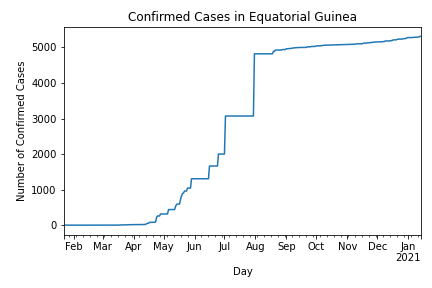 Confirmed Cases in Equatorial Guinea
Number of Confirmed Cases
5000
4000
3000
2000
1000
0
Feb Mar Apr May Jun Jul Aug Sep Oct Nov Dec Jan
2021
Day